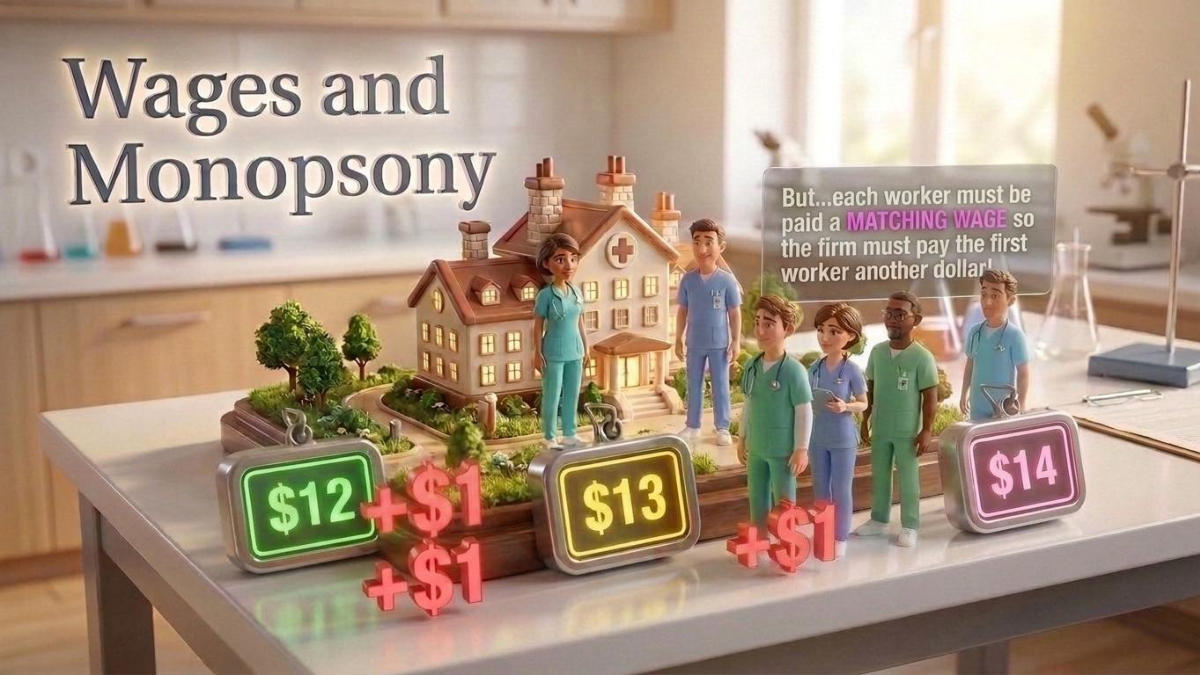 Wages and
Monopsony
But...each worker must be
paid a MATCHING WAGE so
the firm must pay the first
worker another dollar!
$12
+$1
+$1
$13
+$1
$14